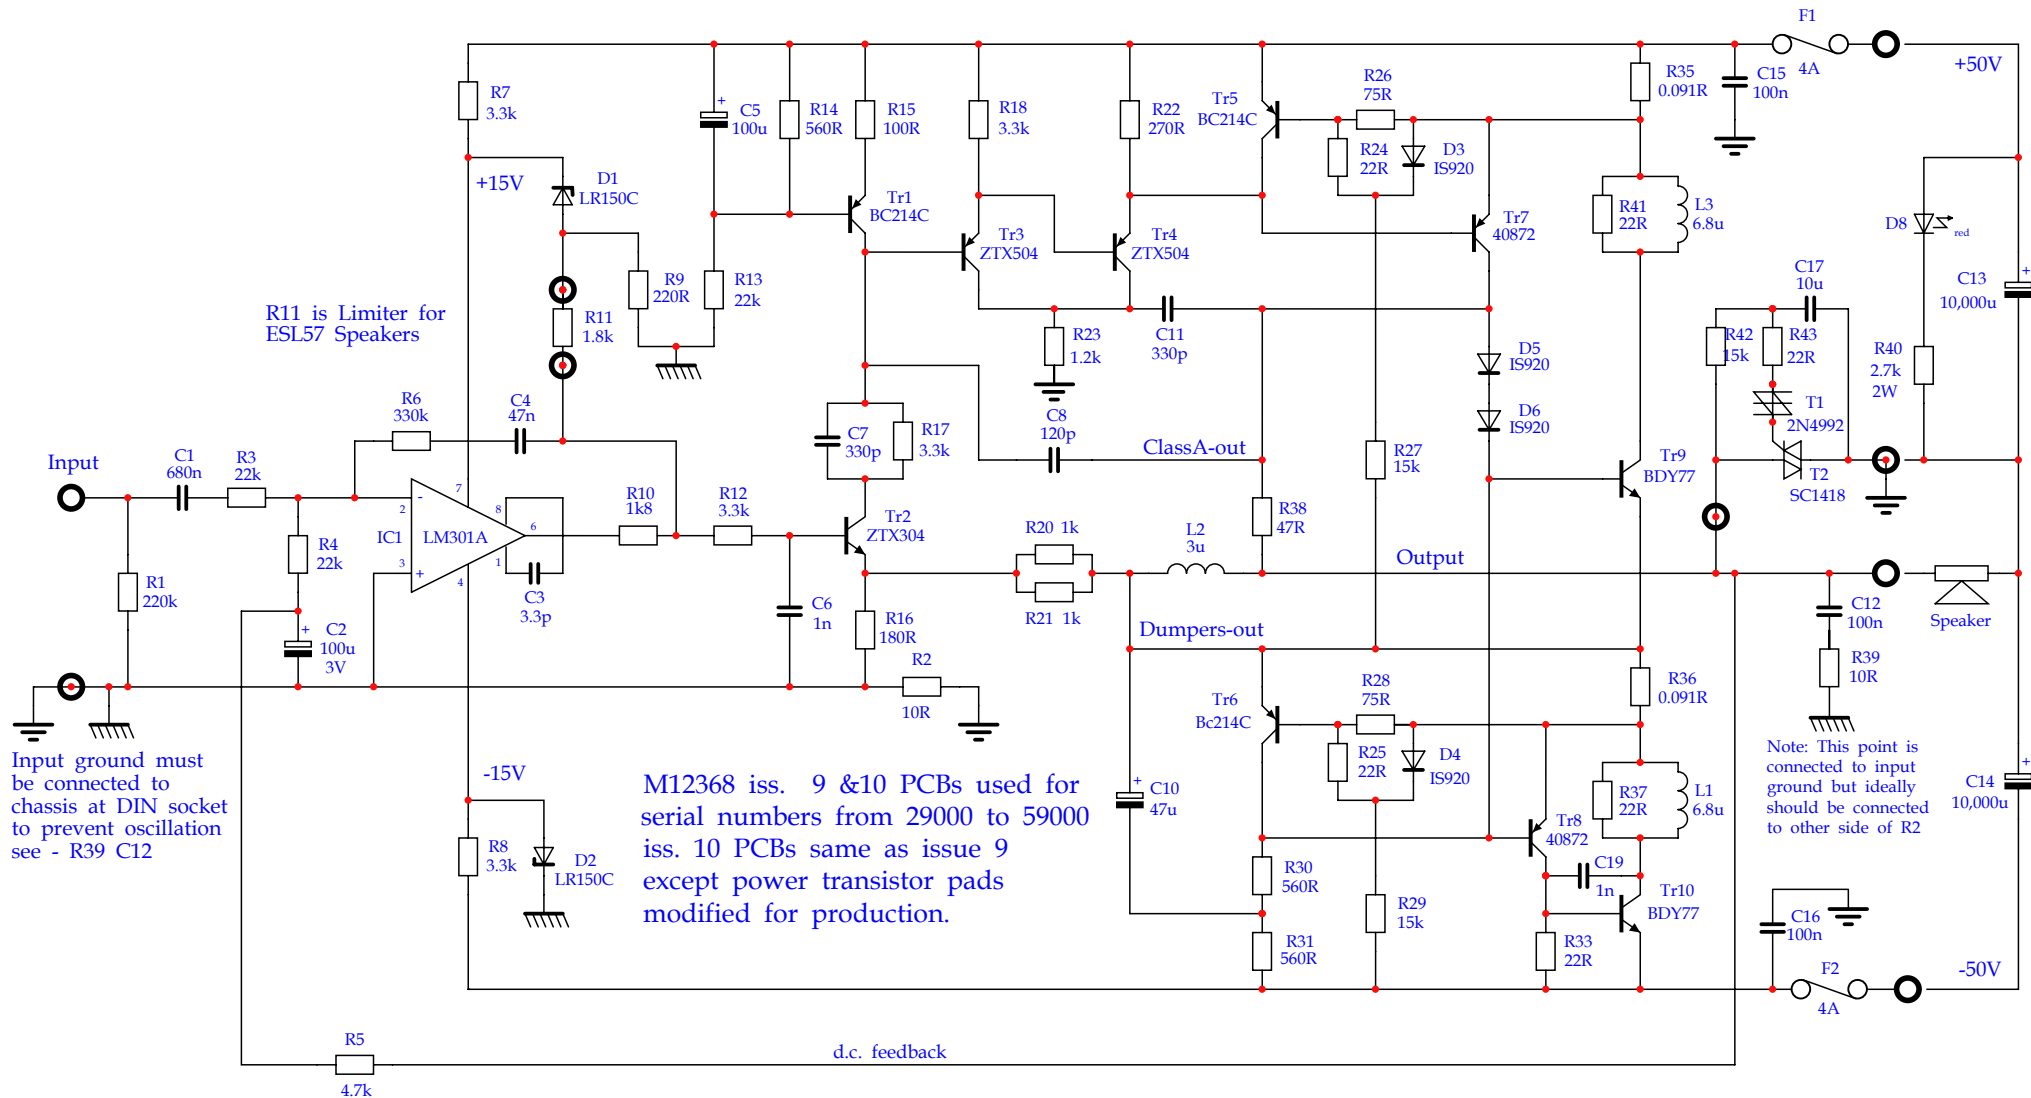 F1
4A
+50V
R7
3.3k
C5
100u
+
R14
560R
R15
100R
R18
3.3k
R22
270R
Tr5
BC214C
R26
75R
R24
22R
D3
IS920
R35
0.091R
C15
100n
+15V
D1
LR150C
Tr1
BC214C
Tr3
ZTX504
Tr4
ZTX504
Tr7
40872
R41
22R
L3
6.8u
D8
red
R9
220R
R13
22k
C17
10u
C13
10,000u
+
R11 is Limiter for
ESL57 Speakers
R11
1.8k
R23
1.2k
C11
330p
D5
IS920
R42
15k
R43
22R
R40
2.7k
2W
R6
330k
C4
47n
C7
330p
R17
3.3k
C8
120p
ClassA-out
D6
IS920
T1
2N4992
Input
C1
680n
R3
22k
R27
15k
Tr9
BDY77
T2
SC1418
7
-
2
8
6
IC1
LM301A
3
+
4
1
R10
1k8
R12
3.3k
Tr2
ZTX304
R38
47R
R4
22k
R20 1k
L2
3u
Output
R1
220k
C3
3.3p
C6
1n
R16
180R
R21 1k
C12
100n
Speaker
+
C2
100u
3V
Dumpers-out
R2
10R
R28
75R
R36
0.091R
R39
10R
Tr6
Bc214C
R25
22R
D4
IS920
Input ground must
be connected to
chassis at DIN socket
to prevent oscillation
see - R39 C12
Note: This point is
connected to input
ground but ideally
should be connected
to other side of R2
-15V
M12368 iss. 9 &10 PCBs used for
serial numbers from 29000 to 59000
iss. 10 PCBs same as issue 9
except power transistor pads
modified for production.
+
C10
47u
R37
22R
L1
6.8u
+
C14
10,000u
R8
3.3k
D2
LR150C
Tr8
40872
R30
560R
C19
1n
Tr10
BDY77
R29
15k
R31
560R
R33
22R
C16
100n
F2
4A
-50V
R5
4.7k
d.c. feedback